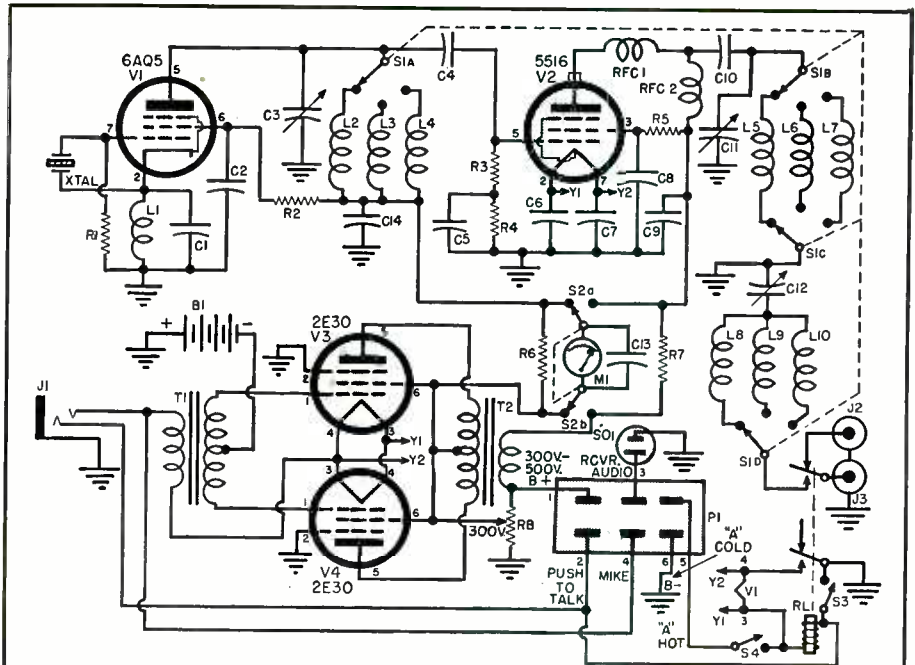 6AQ5
V1
5
7
6
2
XTAL
R1
L1
C1
C2
R2
C3
S1A
L2
L3
L4
C14
C4
R3
R4
C5
5516
V2
5
3
2
7
Y1
Y2
C6
C7
C8
C9
RFC1
RFC 2
R5
C10
C11
S1B
L5
L6
L7
S1C
C12
L8
L9
L10
S1D
J2
J3
S2a
R6
M1
C13
R7
S2b
B1
+
-
2E30
V3
2
1
6
4
3
Y1
Y2
3
4
1
2
6
5
V4
2E30
J1
T1
T2
300V.-
500V.
B+
300V.
R8
SO1
RCVR.
AUDIO
1
3
P1
2
4
6
5
PUSH
TO
TALK
MIKE
B-
"A"
COLD
"A"
HOT
Y2
4
V1
Y1
3
S4
S3
RL1